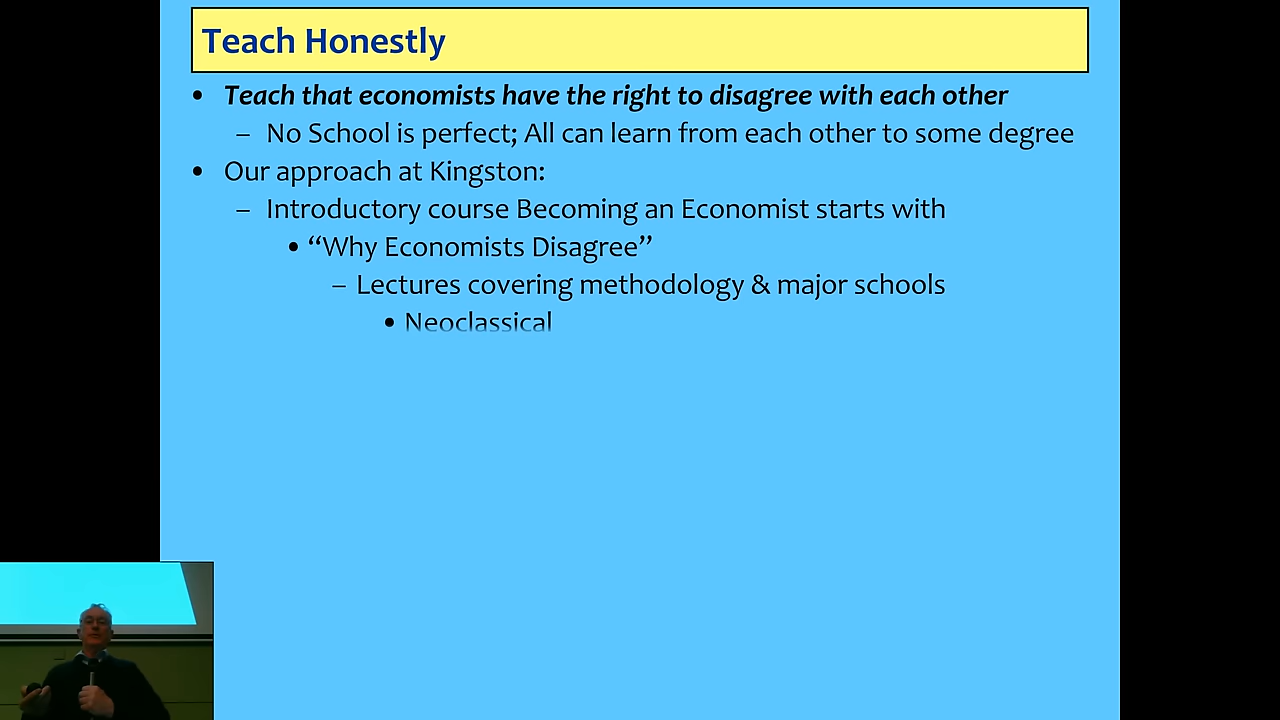 Teach Honestly
• Teach that economists have the right to disagree with each other
– No School is perfect; All can learn from each other to some degree
• Our approach at Kingston:
– Introductory course Becoming an Economist starts with
• “Why Economists Disagree”
– Lectures covering methodology & major schools
• Neoclassical